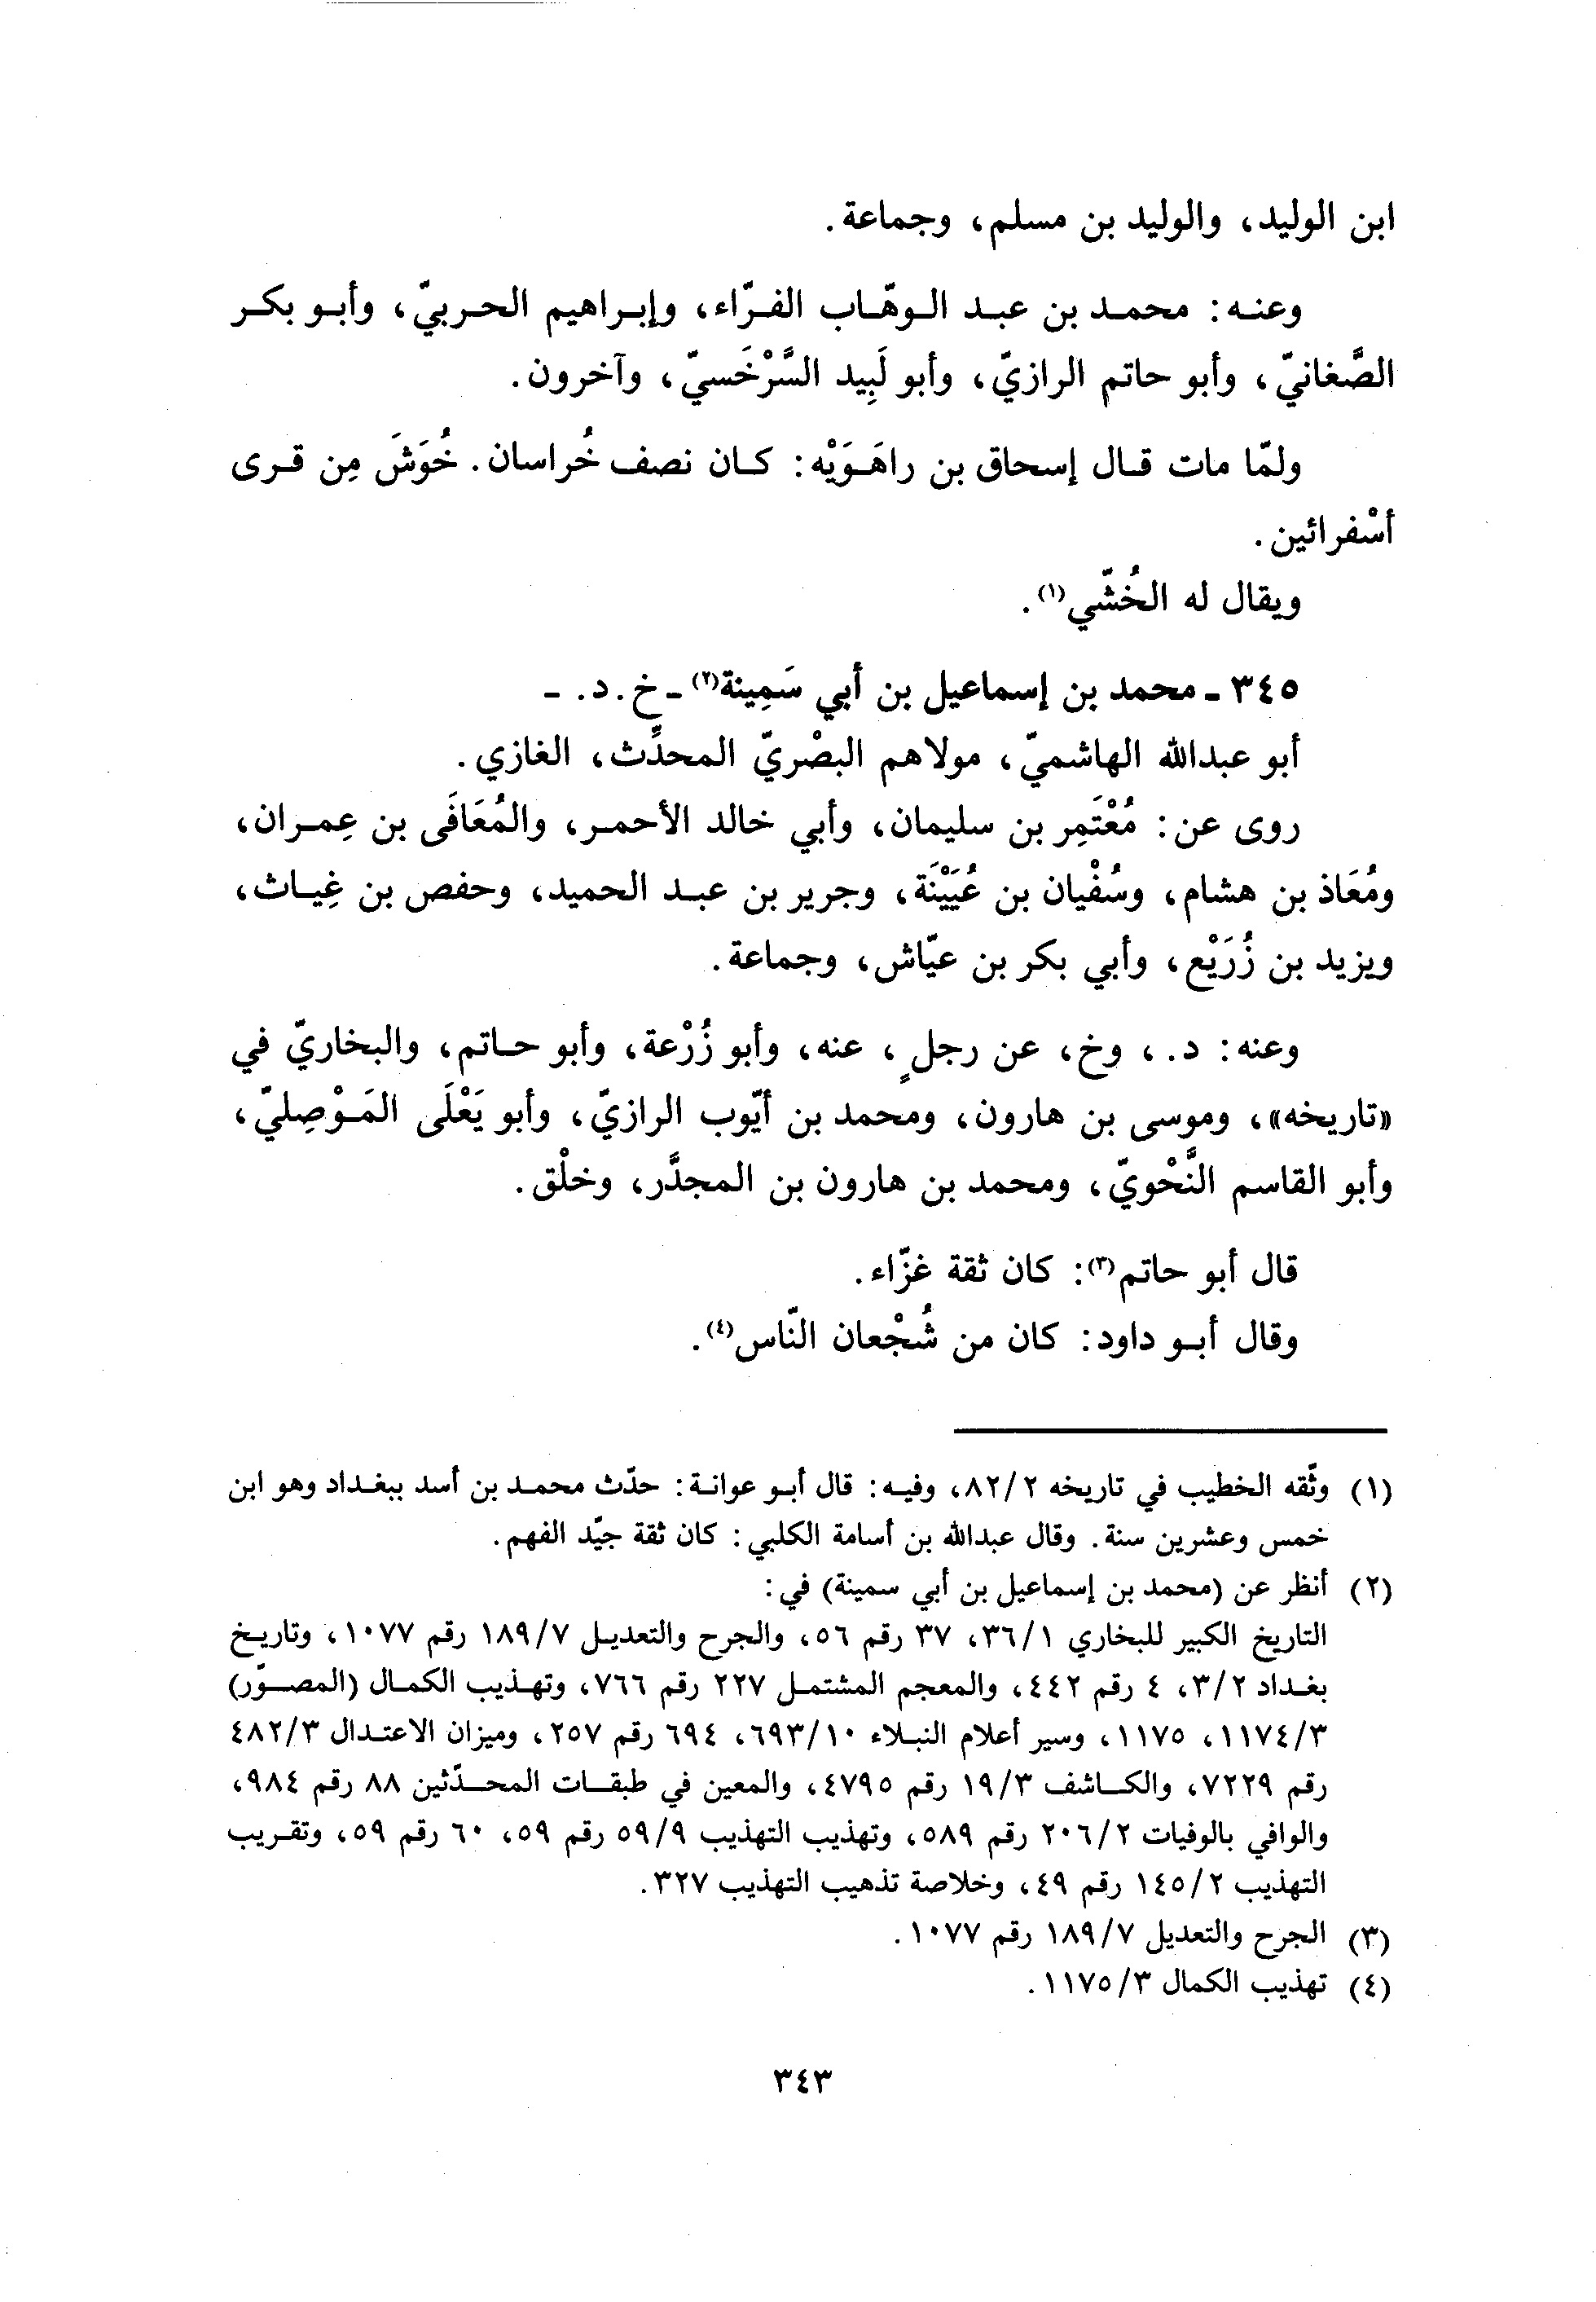 ابن الوليد، والوليد بن مسلم، وجماعة.
وعنه: محمد بن عبد الوهّاب الفرّاء، وإبراهيم الحربيّ، وأبو بكر
الصَّغانيّ، وأبو حاتم الرازيّ، وأبو لَبِيد السَّرْخَسيّ، وآخرون.
ولمّا مات قال إسحاق بن راهَوَيْه: كان نصف خُراسان. خُوَشَ مِن قرى
أسْفرائين.
ويقال له الخُشّي(١).
٣٤٥ - محمد بن إسماعيل بن أبي سَمِينة(٢) - خ. د. -
أبو عبدالله الهاشميّ، مولاهم البصْريّ المحدِّث، الغازي.
روى عن: مُعْتَمِر بن سليمان، وأبي خالد الأحمر، والمُعَافَى بن عِمران،
ومُعَاذ بن هشام، وسُفْيان بن عُيَيْنَة، وجرير بن عبد الحميد، وحفص بن غِياث،
ويزيد بن زُرَيْع، وأبي بكر بن عيّاش، وجماعة.
وعنه: د.، وخ، عن رجلٍ، عنه، وأبو زُرْعة، وأبو حاتم، والبخاريّ في
«تاريخه»، وموسى بن هارون، ومحمد بن أيّوب الرازيّ، وأبو يَعْلَى المَوْصِليّ،
وأبو القاسم النَّحْويّ، ومحمد بن هارون بن المجدَّر، وخلْق.
قال أبو حاتم(٣): كان ثقة غزّاء.
وقال أبو داود: كان من شُجْعان النّاس(٤).
(١) وثّقه الخطيب في تاريخه ٨٢/٢، وفيه: قال أبو عوانة: حدّث محمد بن أسد ببغداد وهو ابن
خمس وعشرين سنة. وقال عبدالله بن أسامة الكلبي: كان ثقة جيّد الفهم.
(٢) أنظر عن (محمد بن إسماعيل بن أبي سمينة) في:
التاريخ الكبير للبخاري ٣٦/١، ٣٧ رقم ٥٦، والجرح والتعديل ١٨٩/٧ رقم ١٠٧٧، وتاريخ
بغداد ٣/٢، ٤ رقم ٤٤٢، والمعجم المشتمل ٢٢٧ رقم ٧٦٦، وتهذيب الكمال (المصوّر)
١١٧٤/٣، ١١٧٥، وسير أعلام النبلاء ٦٩٣/١٠، ٦٩٤ رقم ٢٥٧، وميزان الاعتدال ٤٨٢/٣
رقم ٧٢٢٩، والكاشف ١٩/٣ رقم ٤٧٩٥، والمعين في طبقات المحدّثين ٨٨ رقم ٩٨٤،
والوافي بالوفيات ٢٠٦/٢ رقم ٥٨٩، وتهذيب التهذيب ٥٩/٩ رقم ٥٩، ٦٠ رقم ٥٩، وتقريب
التهذيب ١٤٥/٢ رقم ٤٩، وخلاصة تذهيب التهذيب ٣٢٧.
(٣) الجرح والتعديل ١٨٩/٧ رقم ١٠٧٧.
(٤) تهذيب الكمال ١١٧٥/٣.
٣٤٣